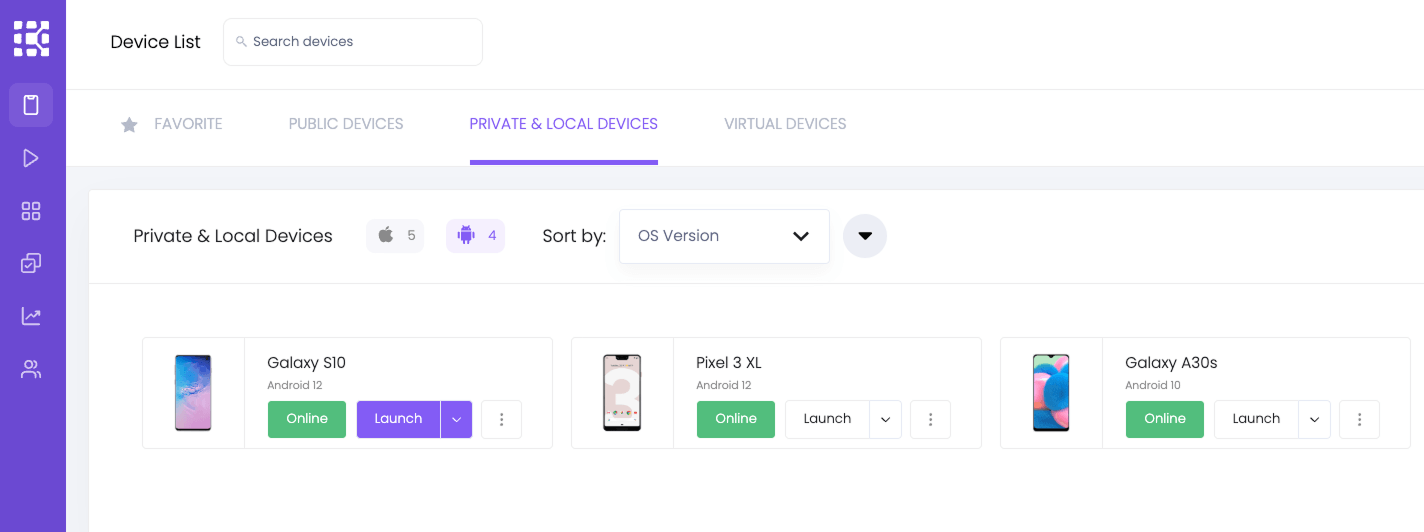 Device List
Search devices
FAVORITE PUBLIC DEVICES PRIVATE & LOCAL DEVICES VIRTUAL DEVICES
Private & Local Devices 5 4 Sort by: OS Version
Galaxy S10
Android 12
Online Launch
Pixel 3 XL
Android 12
Online Launch
Galaxy A30s
Android 10
Online Launch